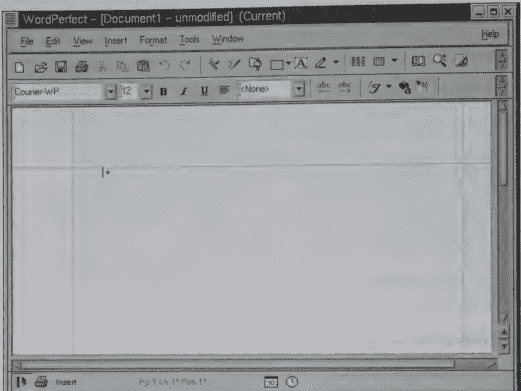 WordPerfect - [Document1 - unmodified] (Current)
File Edit View Insert Format Tools Window Help
Courier-WP 12 B I U <None> abc abc
Insert Pg 1 Ln 1" Pos 1"